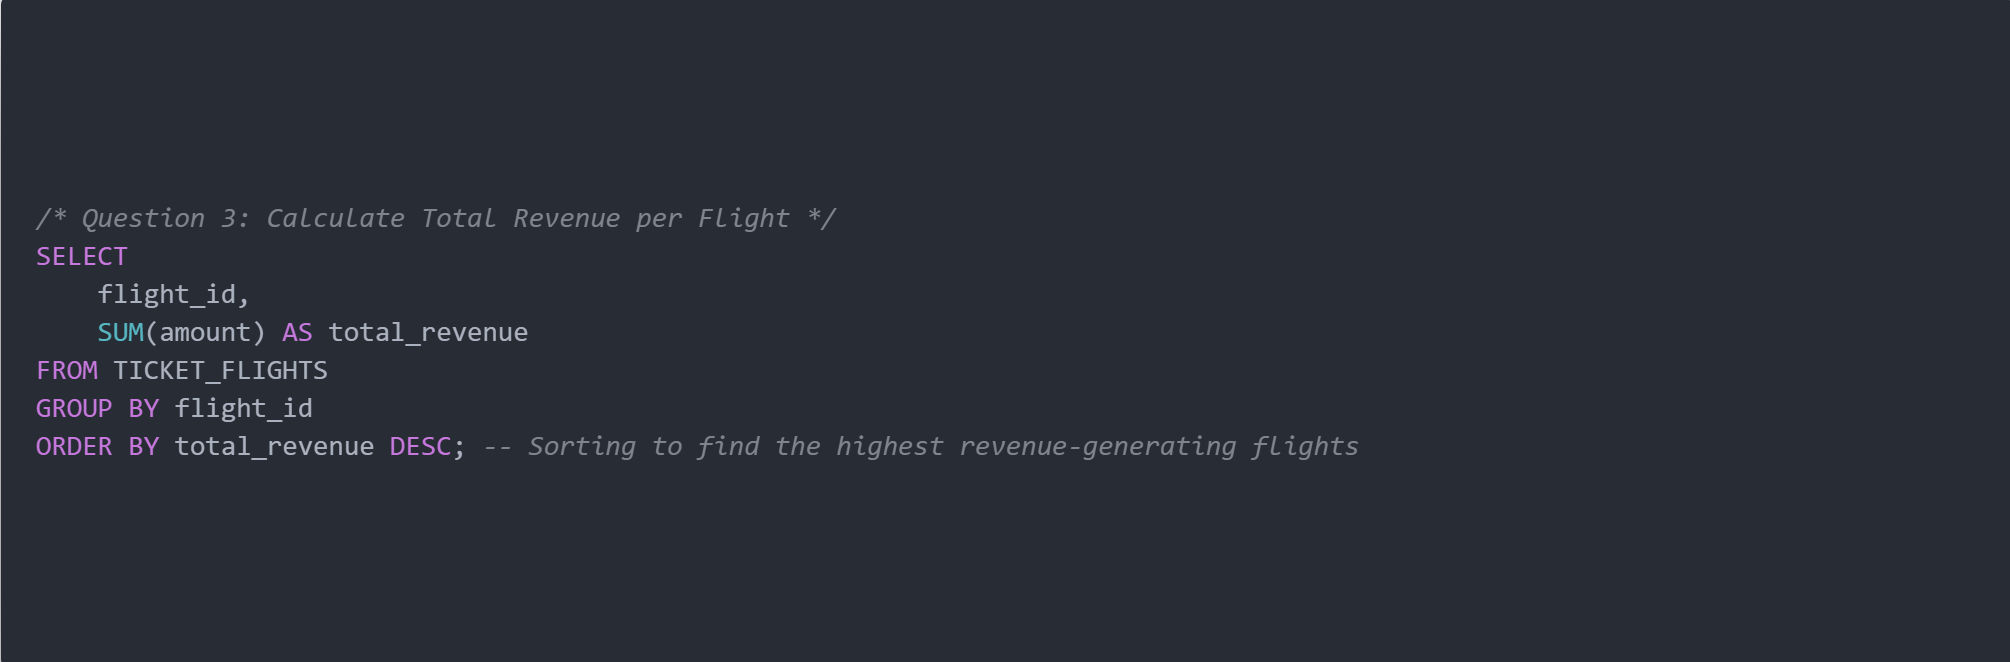 /* Question 3: Calculate Total Revenue per Flight */
SELECT
    flight_id,
    SUM(amount) AS total_revenue
FROM TICKET_FLIGHTS
GROUP BY flight_id
ORDER BY total_revenue DESC; -- Sorting to find the highest revenue-generating flights